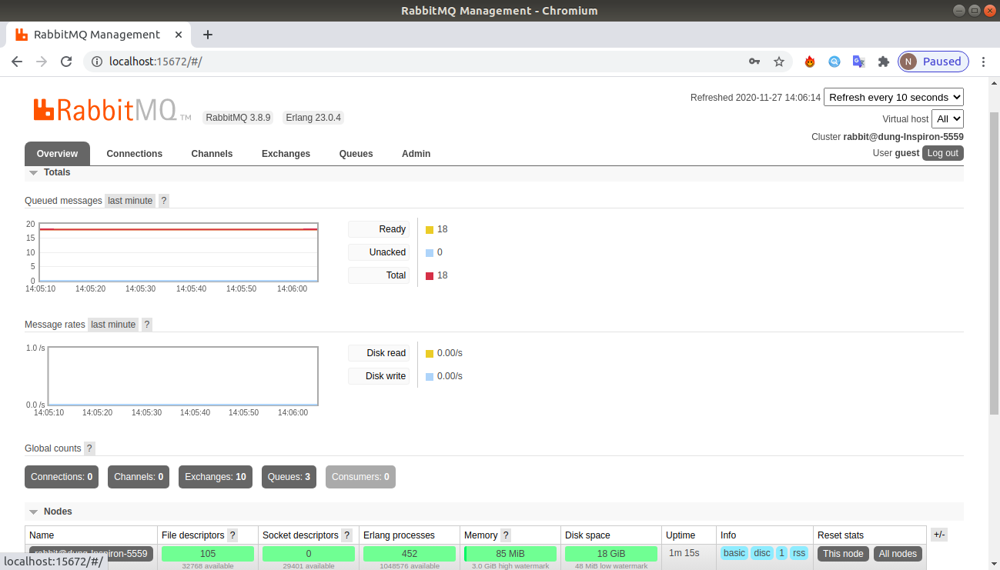 RabbitMQ Management - Chromium
RabbitMQ Management
localhost:15672/#/
N Paused
RabbitMQ TM RabbitMQ 3.8.9 Erlang 23.0.4
Refreshed 2020-11-27 14:06:14 Refresh every 10 seconds
Virtual host All
Cluster rabbit@dung-Inspiron-5559
User guest Log out
Overview Connections Channels Exchanges Queues Admin
Totals
Queued messages last minute ?
20
15
10
5
0
14:05:10 14:05:20 14:05:30 14:05:40 14:05:50 14:06:00
Ready 18
Unacked 0
Total 18
Message rates last minute ?
1.0 /s
0.0 /s
14:05:10 14:05:20 14:05:30 14:05:40 14:05:50 14:06:00
Disk read 0.00/s
Disk write 0.00/s
Global counts ?
Connections: 0 Channels: 0 Exchanges: 10 Queues: 3 Consumers: 0
Nodes
Name File descriptors ? Socket descriptors ? Erlang processes Memory ? Disk space Uptime Info Reset stats +/-
rabbit@dung-Inspiron-5559 105 0 452 85 MiB 18 GiB 1m 15s basic disc 1 rss This node All nodes
32768 available 29401 available 1048576 available 3.0 GiB high watermark 48 MiB low watermark
localhost:15672/#/